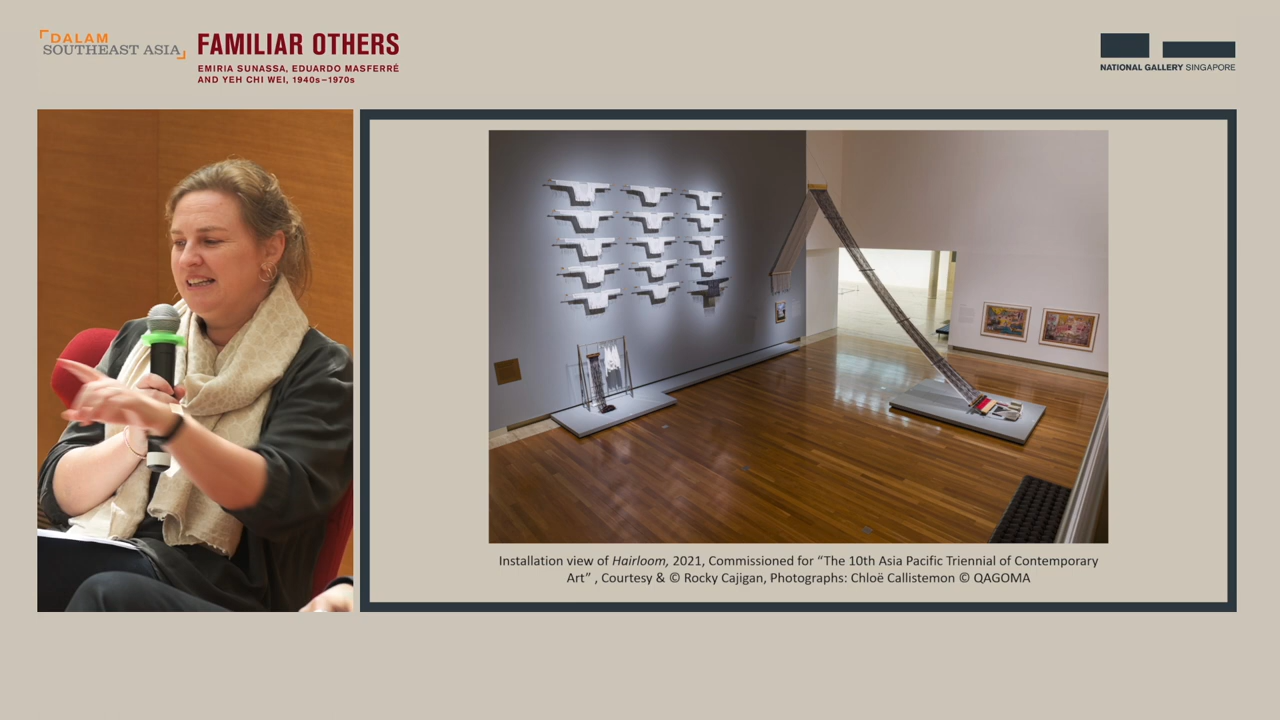 DALAM
SOUTHEAST ASIA
FAMILIAR OTHERS
EMIRIA SUNASSA, EDUARDO MASFERRÉ
AND YEH CHI WEI, 1940s–1970s
NATIONAL GALLERY SINGAPORE
Installation view of Hairloom, 2021, Commissioned for “The 10th Asia Pacific Triennial of Contemporary
Art” , Courtesy & © Rocky Cajigan, Photographs: Chloë Callistemon © QAGOMA